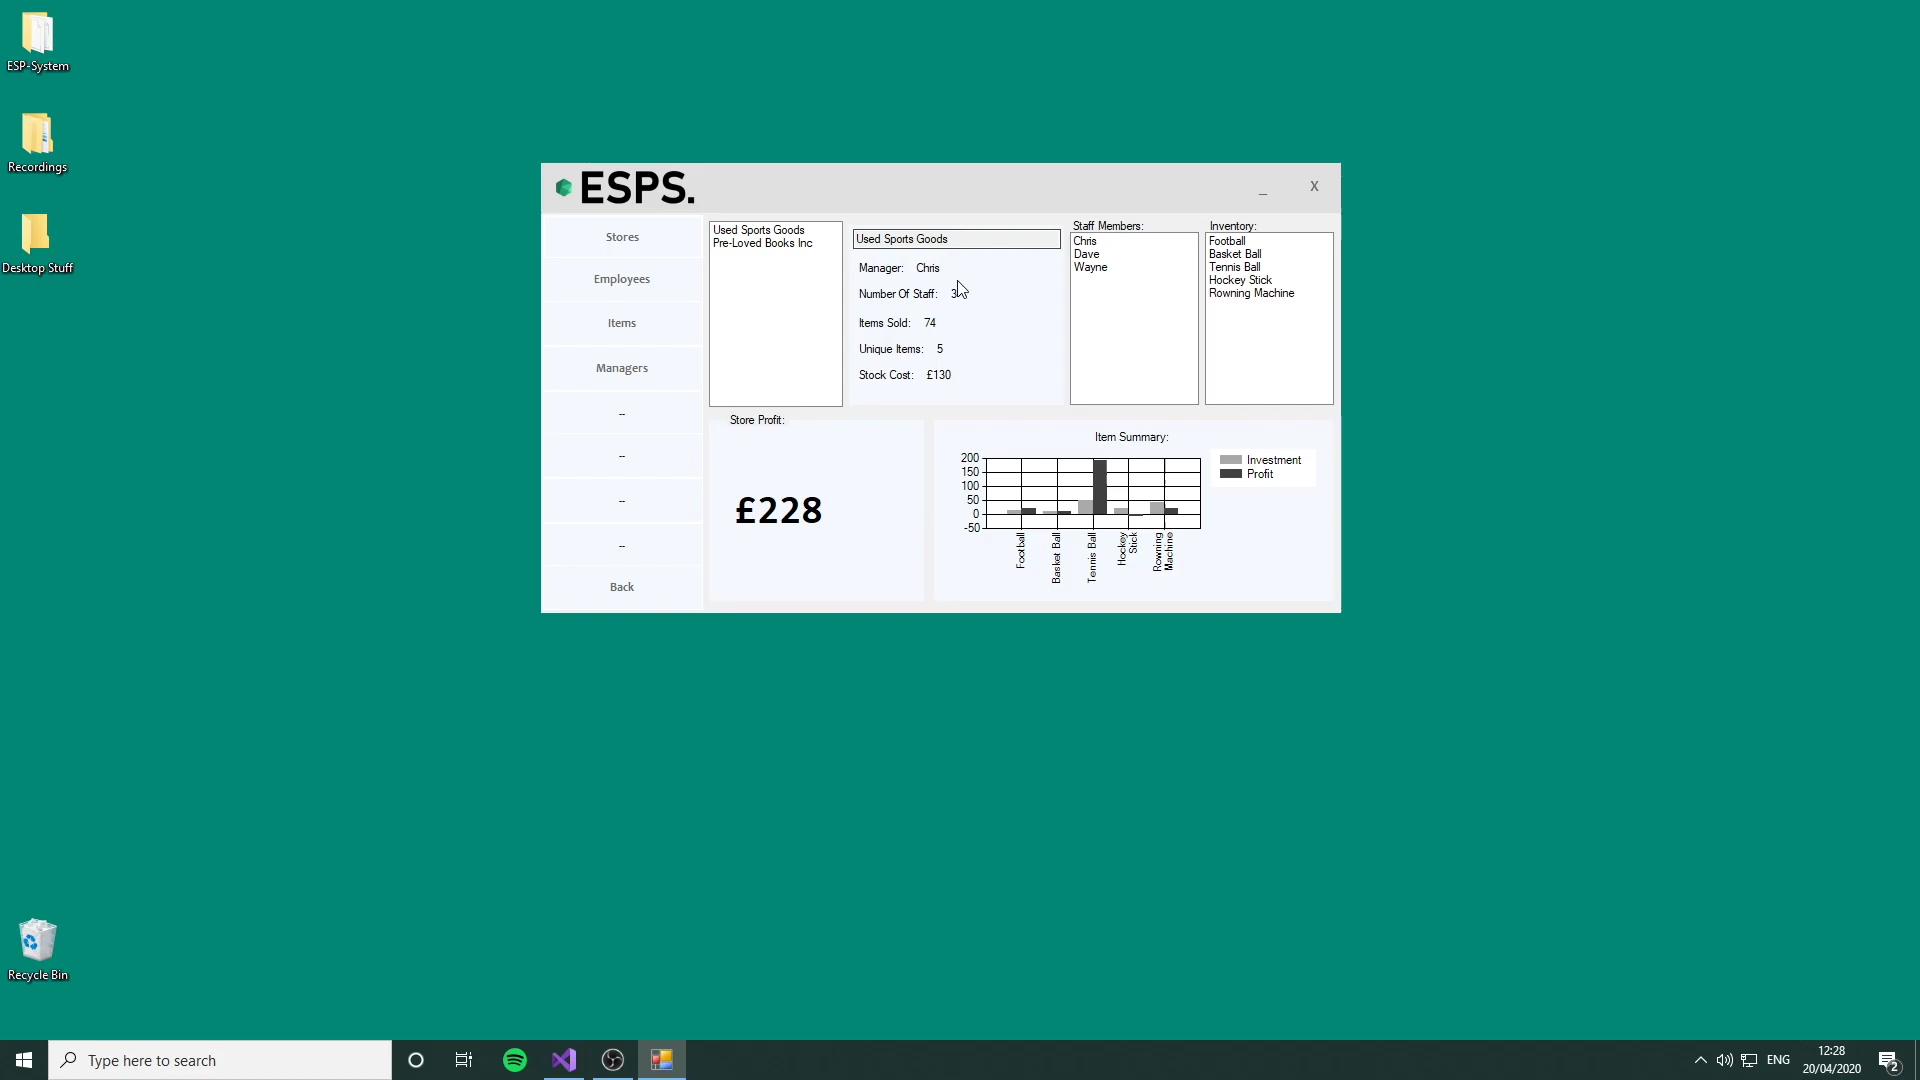 ESP-System
Recordings
Desktop Stuff
Recycle Bin
ESPS.
_
X
Stores
Employees
Items
Managers
--
--
--
--
Back
Used Sports Goods
Pre-Loved Books Inc
Used Sports Goods
Manager: Chris
Number Of Staff: 3
Items Sold: 74
Unique Items: 5
Stock Cost: £130
Staff Members:
Chris
Dave
Wayne
Inventory:
Football
Basket Ball
Tennis Ball
Hockey Stick
Rowning Machine
Store Profit:
£228
Item Summary:
200
150
100
50
0
-50
Football
Basket Ball
Tennis Ball
Hockey
Stick
Rowning
Machine
Investment
Profit
Type here to search
ENG
12:28
20/04/2020
2